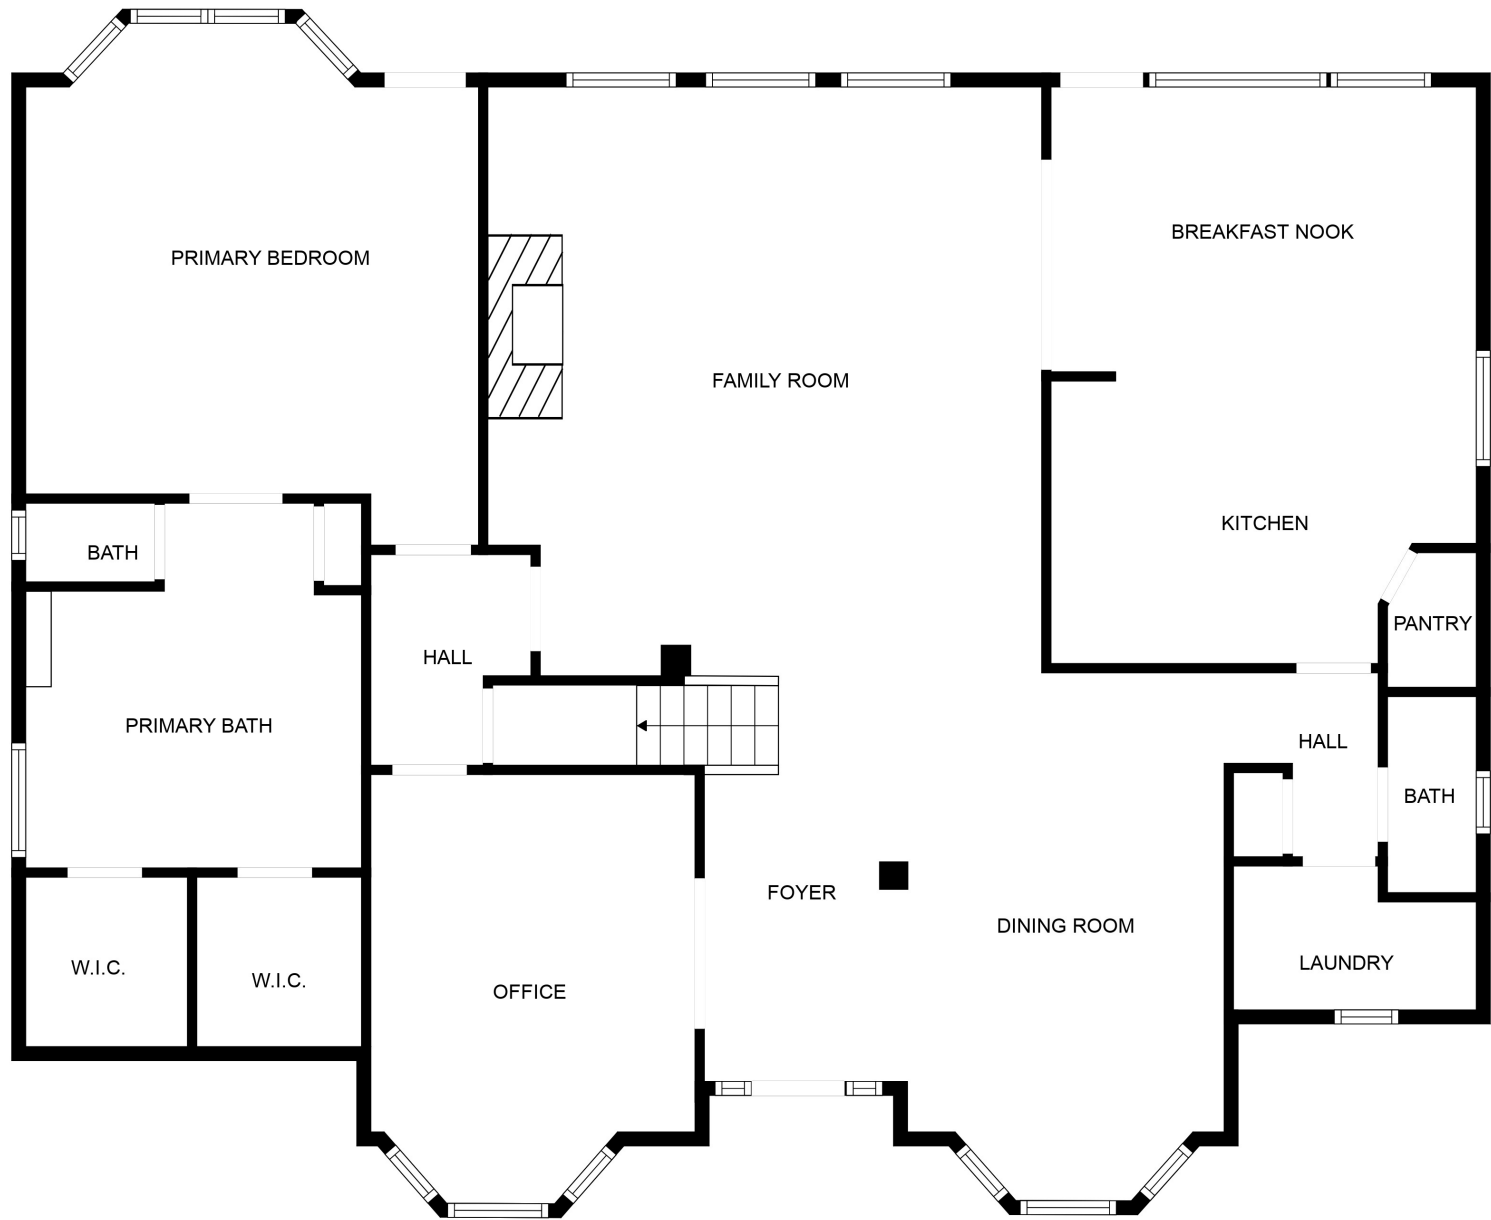 BREAKFAST NOOK
PRIMARY BEDROOM
FAMILY ROOM
KITCHEN
BATH
PANTRY
HALL
PRIMARY BATH
HALL
BATH
FOYER
DINING ROOM
LAUNDRY
W.I.C.
W.I.C.
OFFICE